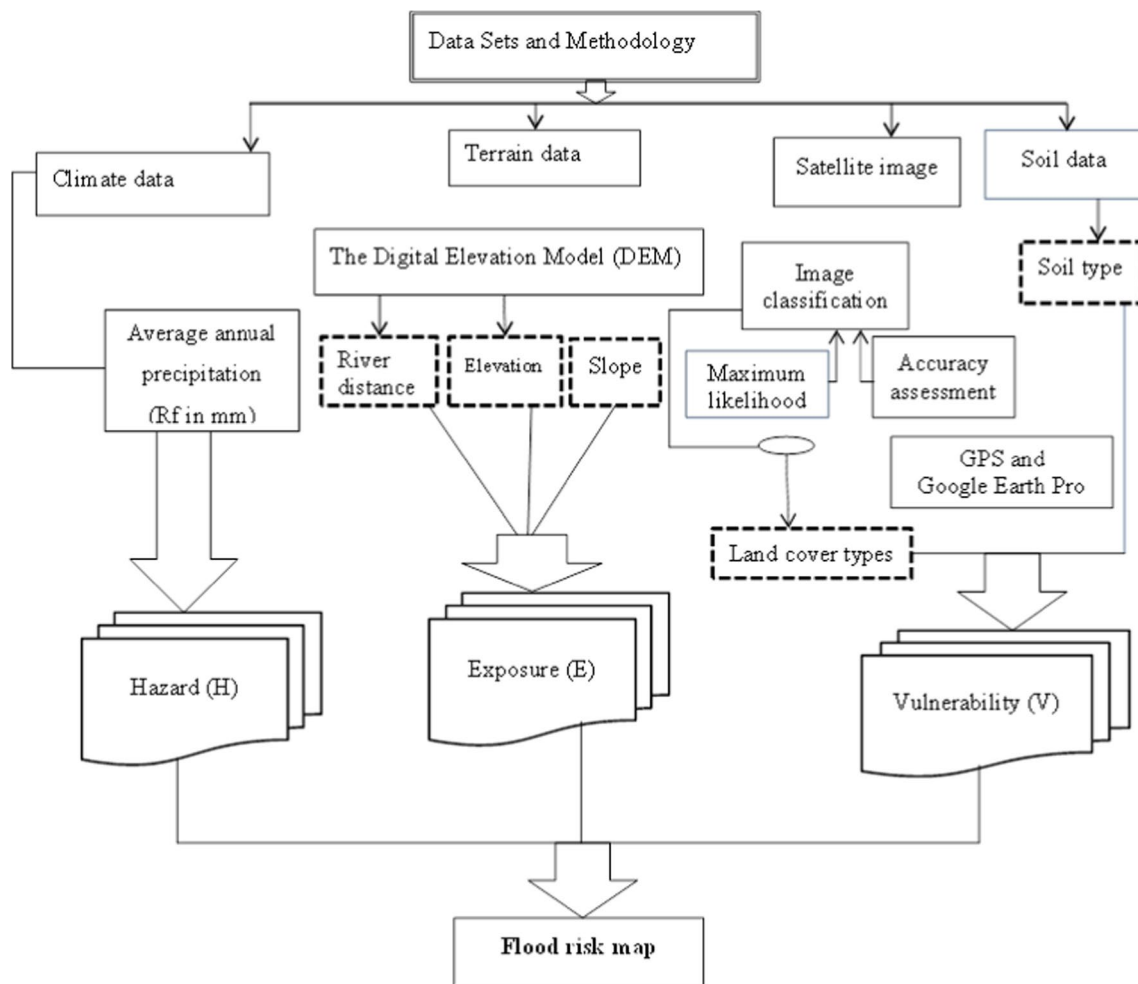 Data Sets and Methodology
Climate data
Terrain data
Satellite image
Soil data
The Digital Elevation Model (DEM)
Image
classification
Soil type
Average annual
precipitation
(Rf in mm)
River
distance
Elevation
Slope
Maximum
likelihood
Accuracy
assessment
GPS and
Google Earth Pro
Land cover types
Hazard (H)
Exposure (E)
Vulnerability (V)
Flood risk map